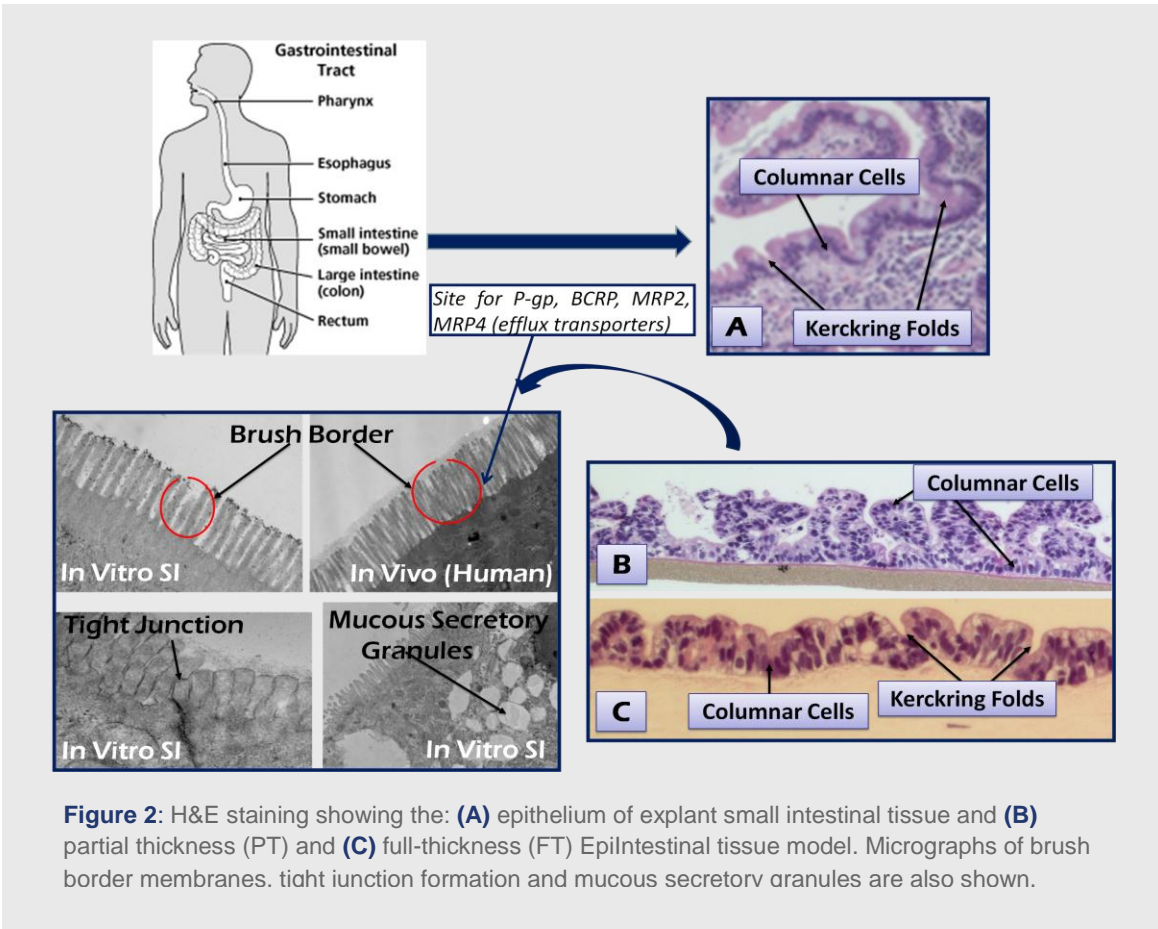 Gastrointestinal
Tract
Pharynx
Esophagus
Stomach
Small intestine
(small bowel)
Large intestine
(colon)
Rectum
Columnar Cells
Kerckring Folds
A
Site for P-gp, BCRP, MRP2,
MRP4 (efflux transporters)
Brush Border
In Vitro SI
In Vivo (Human)
Tight Junction
In Vitro SI
Mucous Secretory
Granules
In Vitro SI
Columnar Cells
B
Kerckring Folds
Columnar Cells
C
Figure 2: H&E staining showing the: (A) epithelium of explant small intestinal tissue and (B)
partial thickness (PT) and (C) full-thickness (FT) EpiIntestinal tissue model. Micrographs of brush
border membranes, tight junction formation and mucous secretory granules are also shown.